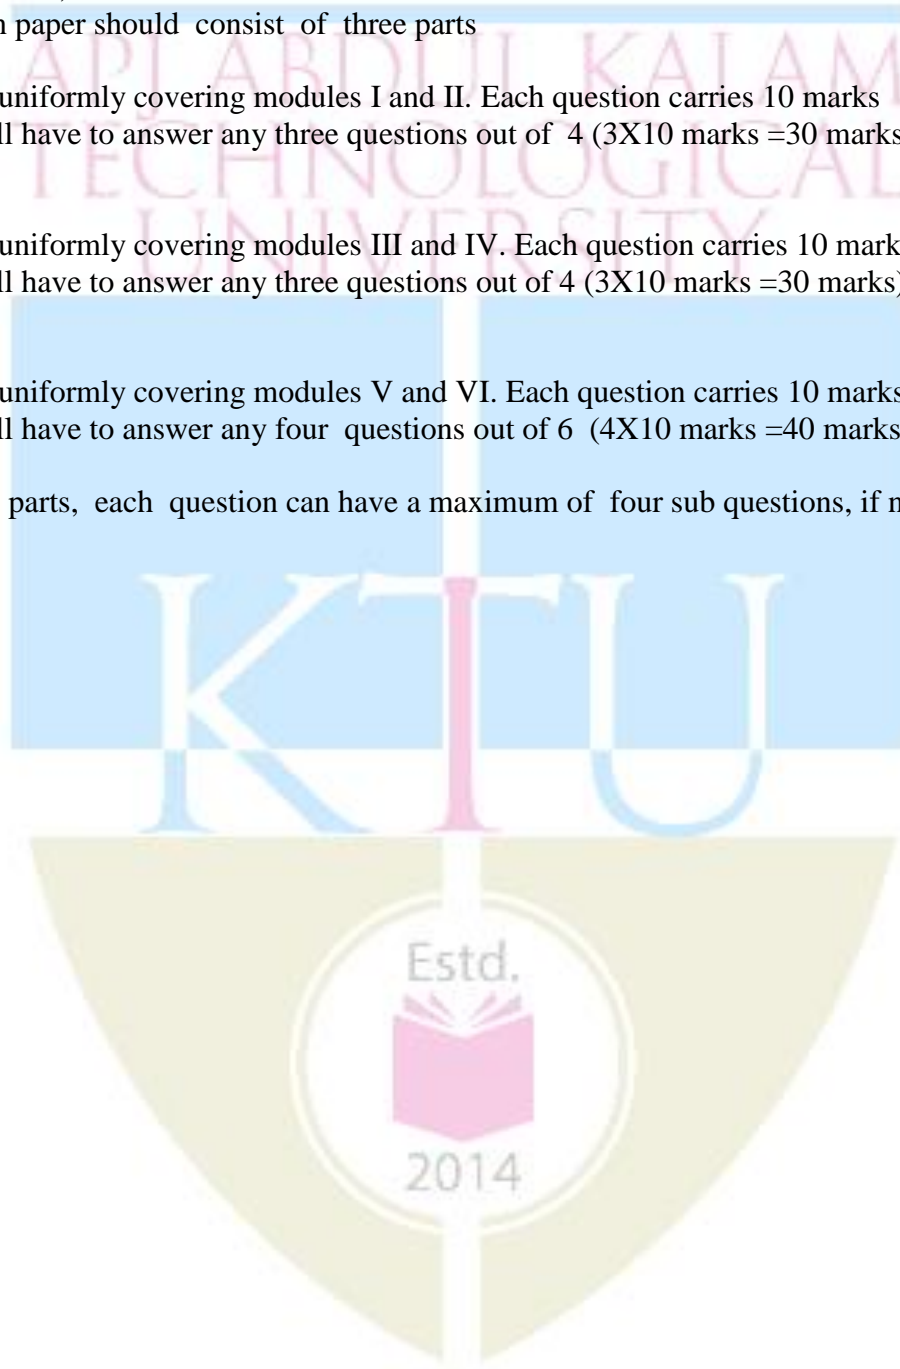 n paper should consist of three parts
API ABDUL KALAM
uniformly covering modules I and II. Each question carries 10 marks
ll have to answer any three questions out of 4 (3X10 marks =30 marks
TECHNOLOGICAL
UNIVERSITY
uniformly covering modules III and IV. Each question carries 10 mark
ll have to answer any three questions out of 4 (3X10 marks =30 marks)
uniformly covering modules V and VI. Each question carries 10 marks
ll have to answer any four questions out of 6 (4X10 marks =40 marks
parts, each question can have a maximum of four sub questions, if n
KTU
Estd.
2014